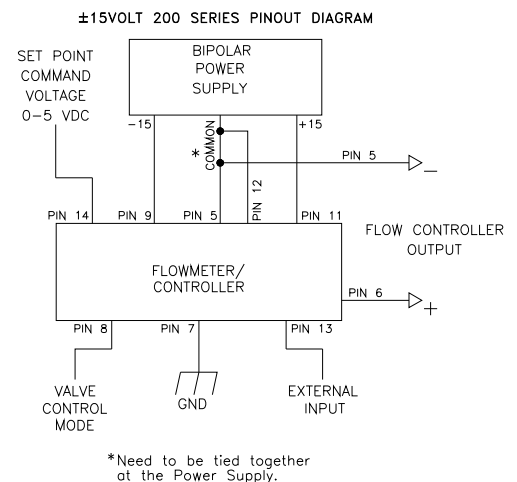 ±15VOLT 200 SERIES PINOUT DIAGRAM
SET POINT
COMMAND
VOLTAGE
0-5 VDC
BIPOLAR
POWER
SUPPLY
-15
COMMON
+15
*
PIN 5
-
PIN 12
PIN 14
PIN 9
PIN 5
PIN 11
FLOW CONTROLLER
OUTPUT
FLOWMETER/
CONTROLLER
PIN 6
+
PIN 8
PIN 7
PIN 13
VALVE
CONTROL
MODE
GND
EXTERNAL
INPUT
*Need to be tied together
at the Power Supply.